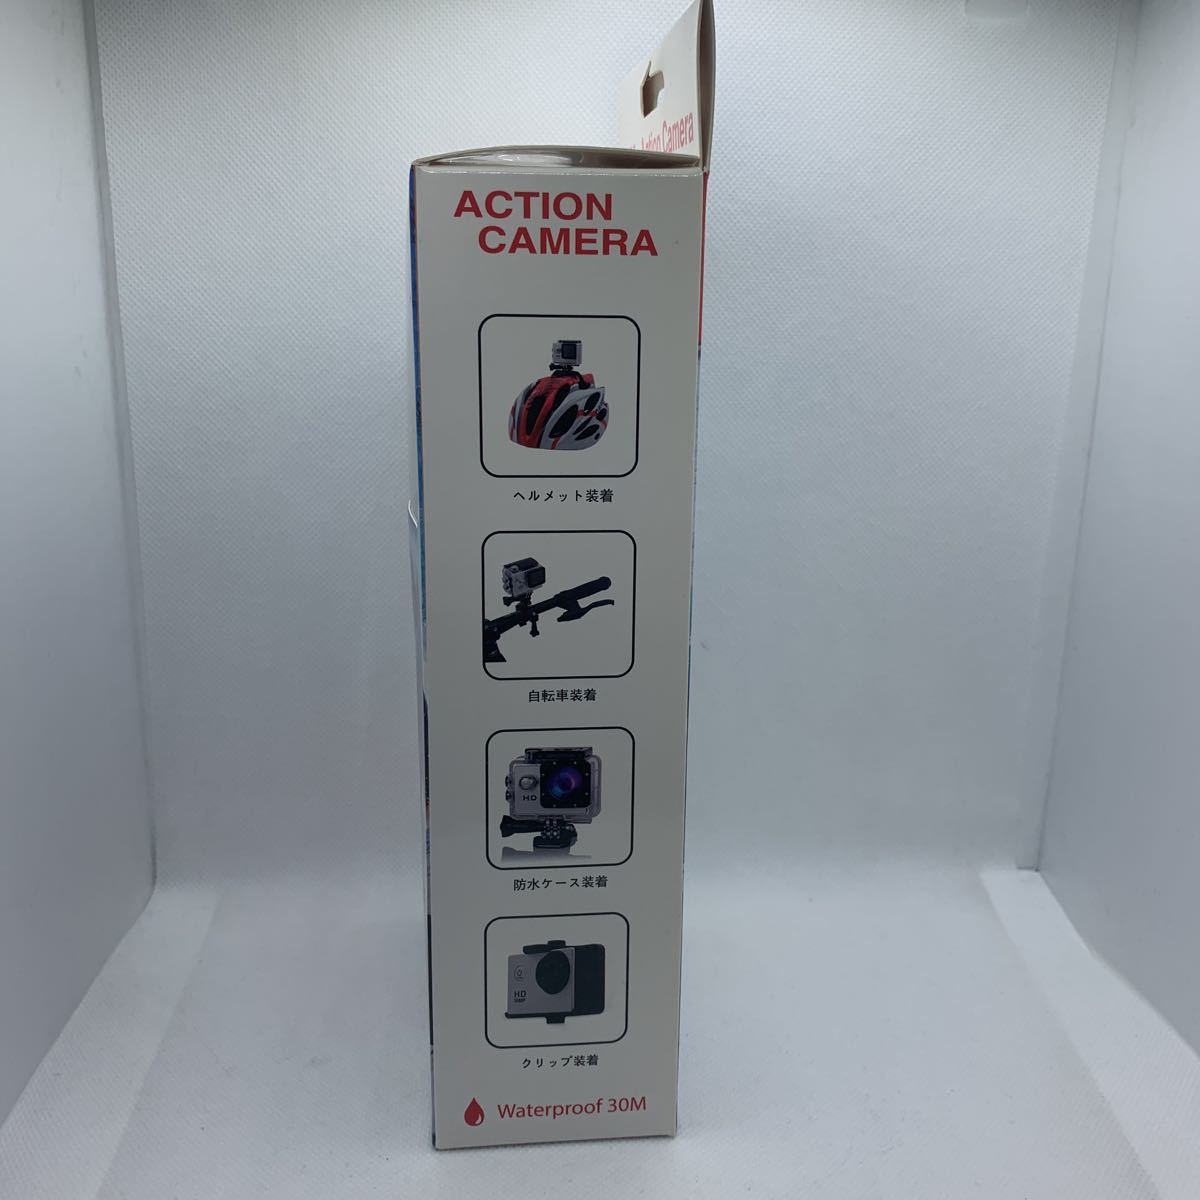 Action Camera
ACTION
CAMERA
ヘルメット装着
自転車装着
HD
防水ケース装着
HD
1080P
クリップ装着
Waterproof 30M